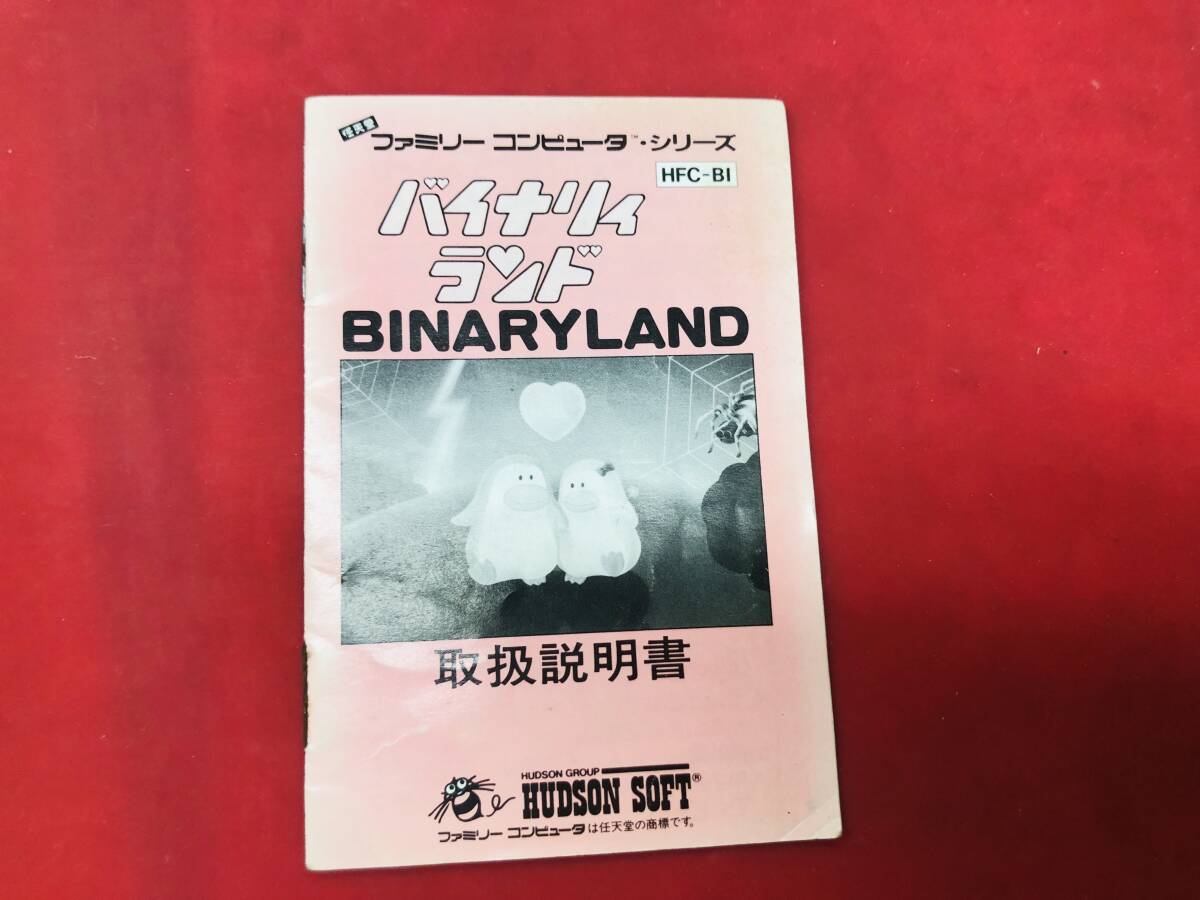 任天堂 ファミリー コンピュータ™・シリーズ
HFC-BI
バイナリィ
ランド
BINARYLAND
取扱説明書
HUDSON GROUP
HUDSON SOFT®
ファミリー コンピュータは任天堂の商標です。